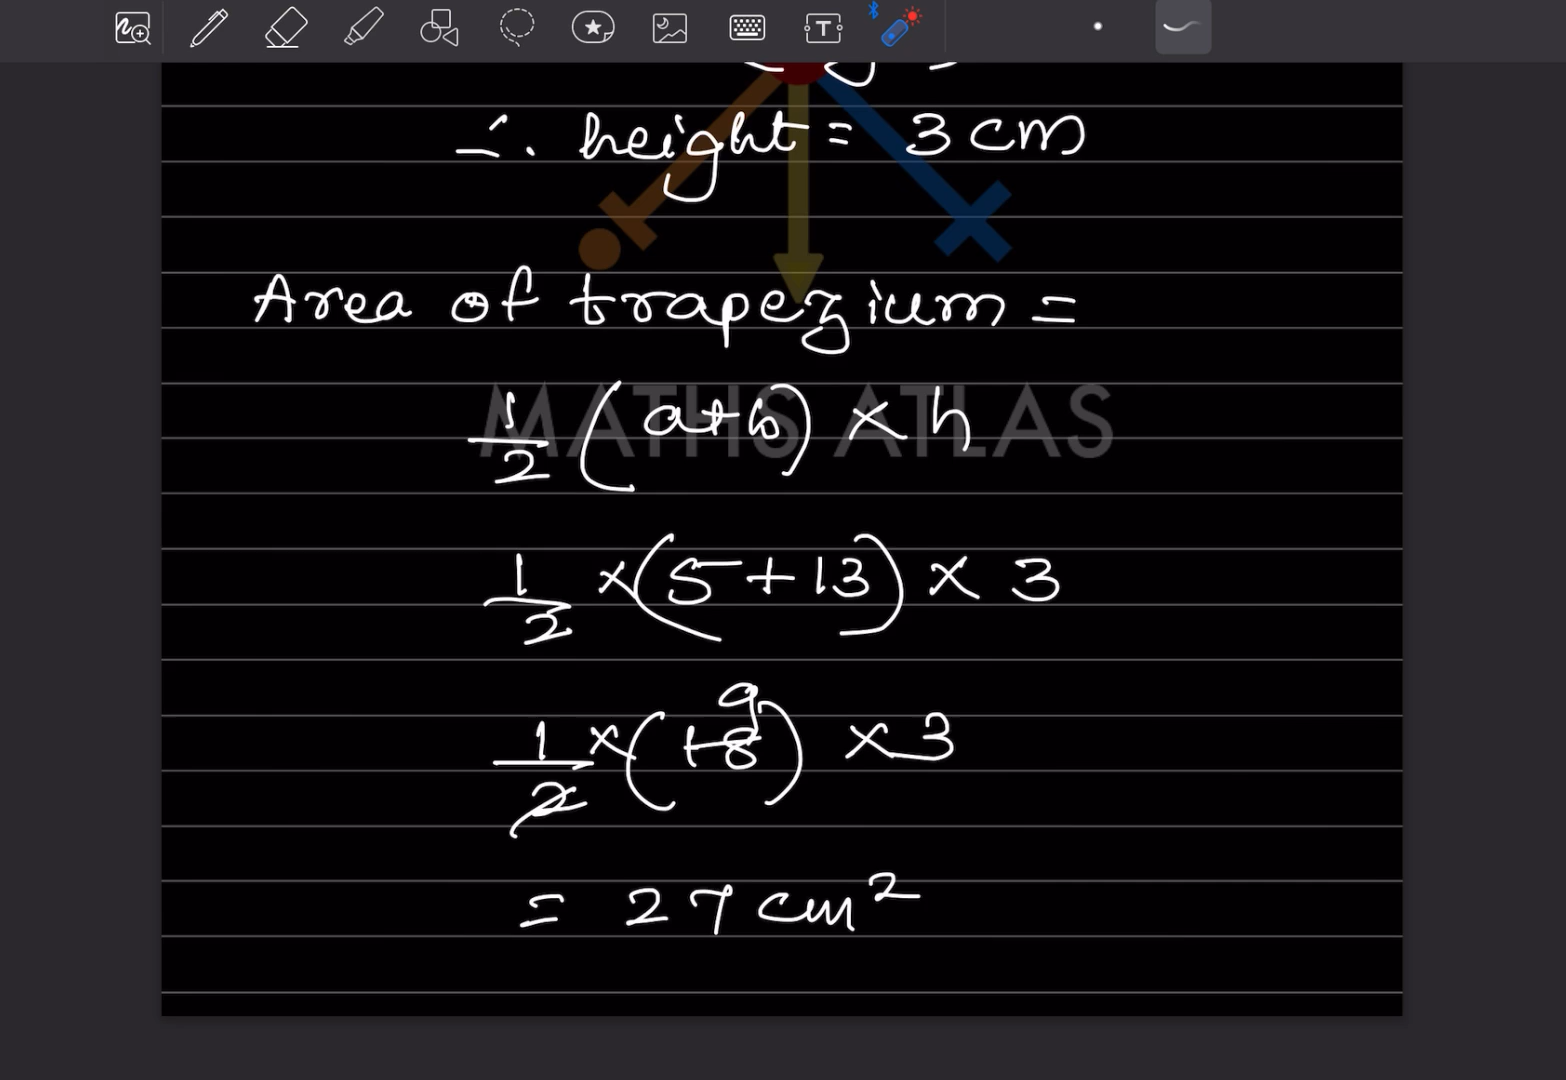 ∴ height = 3 cm
Area of trapezium =
1/2 (a+b) × h
MATHS ATLAS
1/2 × (5+13) × 3
9
1/2 × (18) × 3
= 27 cm²